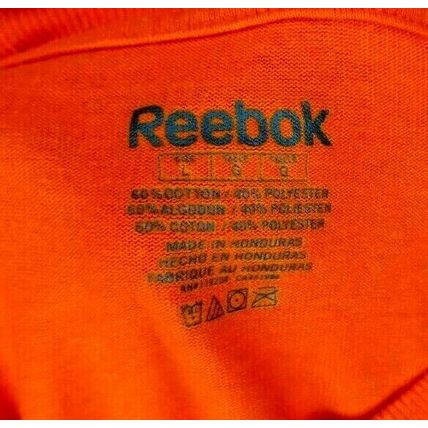 Reebok
L G G
60% COTTON / 40% POLYESTER
60% ALGODON / 40% POLIESTER
60% COTON / 40% POLYESTER
MADE IN HONDURAS
HECHO EN HONDURAS
FABRIQUE AU HONDURAS